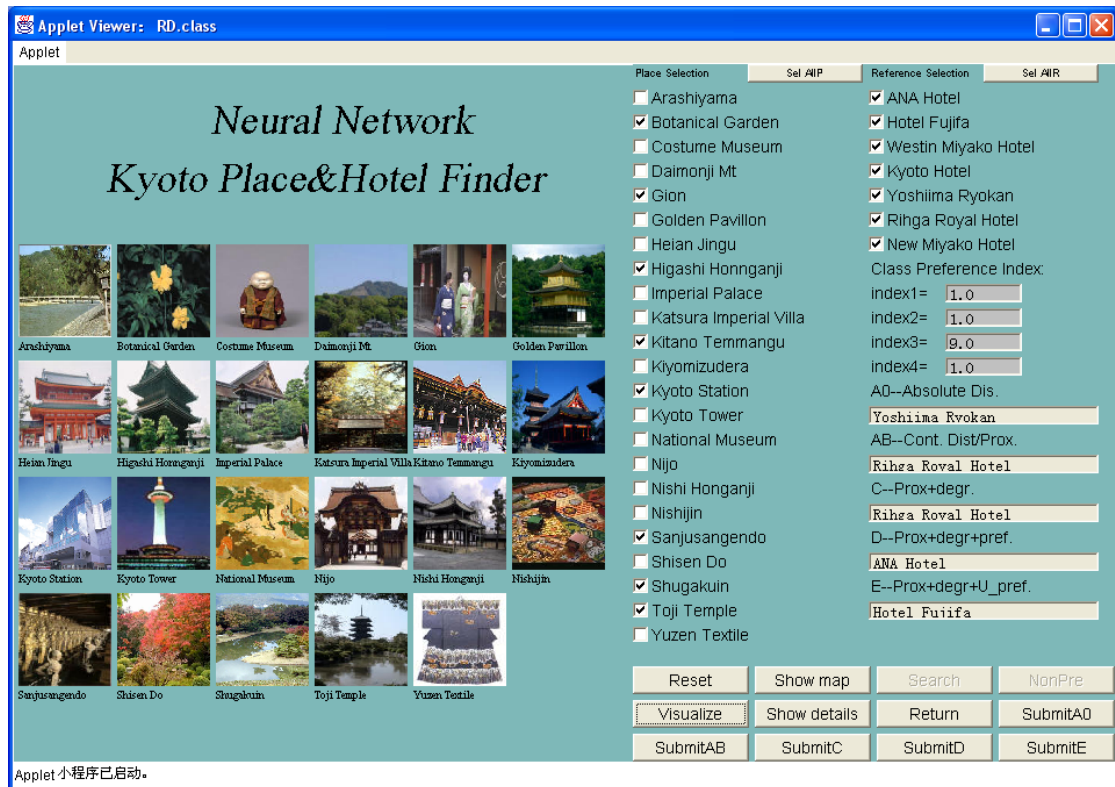 Applet Viewer: RD.class
Applet
Neural Network
Kyoto Place&Hotel Finder
Arashiyama
Botanical Garden
Costume Museum
Daimonji Mt.
Gion
Golden Pavillon
Heian Jingu
Higashi Honnganji
Imperial Palace
Katsura Imperial Villa
Kitano Temmangu
Kiyomizudera
Kyoto Station
Kyoto Tower
National Museum
Nijo
Nishi Honganji
Nishijin
Sanjusangendo
Shisen Do
Shugakuin
Toji Temple
Yuzen Textile
Place Selection
Sel AllP
Arashiyama
Botanical Garden
Costume Museum
Daimonji Mt
Gion
Golden Pavillon
Heian Jingu
Higashi Honnganji
Imperial Palace
Katsura Imperial Villa
Kitano Temmangu
Kiyomizudera
Kyoto Station
Kyoto Tower
National Museum
Nijo
Nishi Honganji
Nishijin
Sanjusangendo
Shisen Do
Shugakuin
Toji Temple
Yuzen Textile
Reference Selection
Sel AllR
ANA Hotel
Hotel Fujifa
Westin Miyako Hotel
Kyoto Hotel
Yoshiima Ryokan
Rihga Royal Hotel
New Miyako Hotel
Class Preference Index:
index1= 1.0
index2= 1.0
index3= 9.0
index4= 1.0
A0--Absolute Dis.
Yoshiima Ryokan
AB--Cont. Dist/Prox.
Rihga Royal Hotel
C--Prox+degr.
Rihga Royal Hotel
D--Prox+degr+pref.
ANA Hotel
E--Prox+degr+U_pref.
Hotel Fujifa
Reset
Show map
Search
NonPre
Visualize
Show details
Return
SubmitA0
SubmitAB
SubmitC
SubmitD
SubmitE
Applet 小程序已启动。